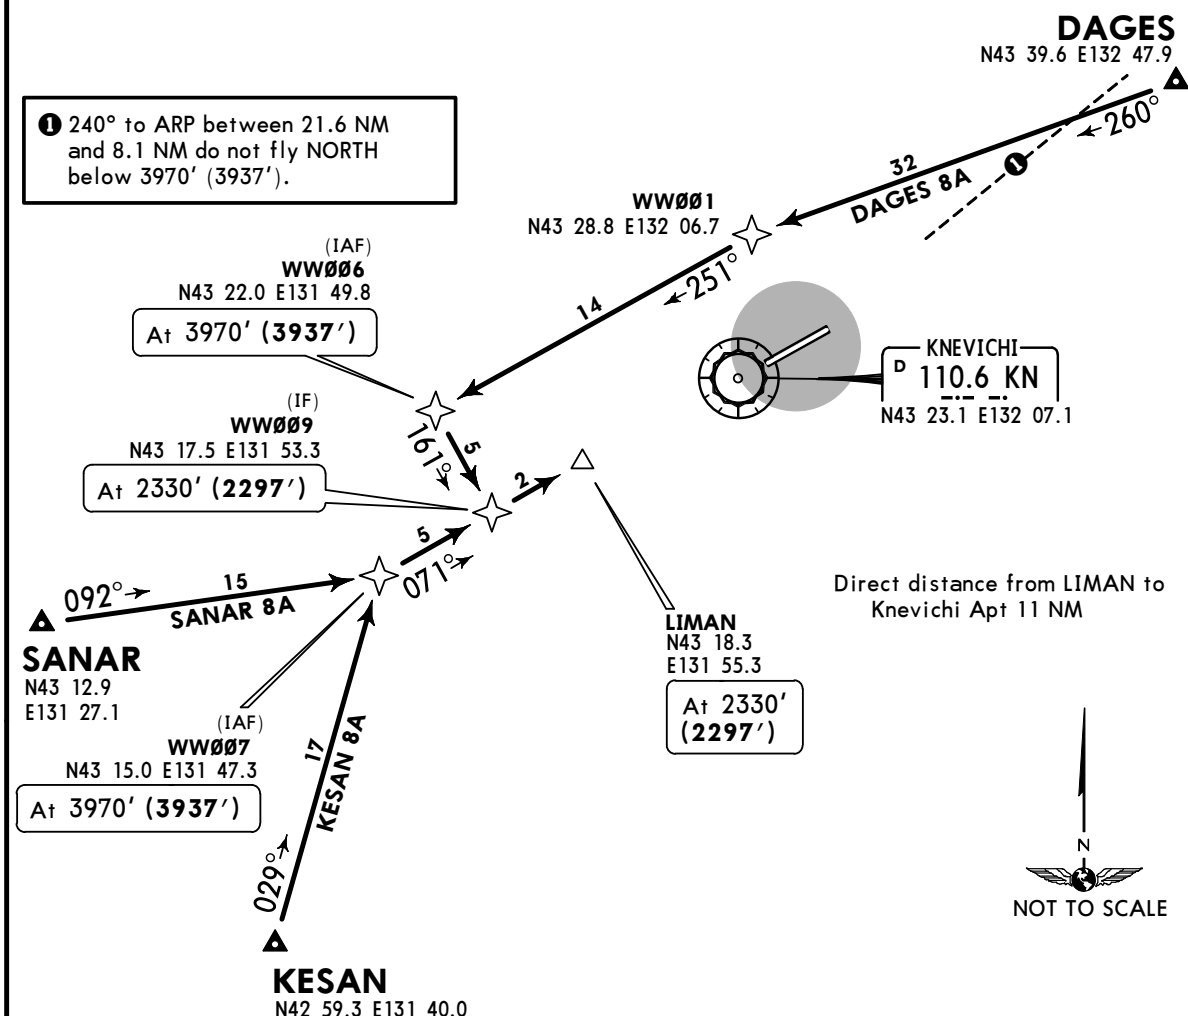 DAGES
N43 39.6 E132 47.9
❶ 240° to ARP between 21.6 NM
and 8.1 NM do not fly NORTH
below 3970' (3937').
260°
❶
32
DAGES 8A
WWØØ1
N43 28.8 E132 06.7
251°
14
(IAF)
WWØØ6
N43 22.0 E131 49.8
At 3970' (3937')
KNEVICHI
D 110.6 KN
N43 23.1 E132 07.1
(IF)
WWØØ9
N43 17.5 E131 53.3
At 2330' (2297')
161°
5
2
5
071°
092°
15
SANAR 8A
SANAR
N43 12.9
E131 27.1
Direct distance from LIMAN to
Knevichi Apt 11 NM
LIMAN
N43 18.3
E131 55.3
At 2330'
(2297')
(IAF)
WWØØ7
N43 15.0 E131 47.3
At 3970' (3937')
17
KESAN 8A
029°
KESAN
N42 59.3 E131 40.0
N
NOT TO SCALE